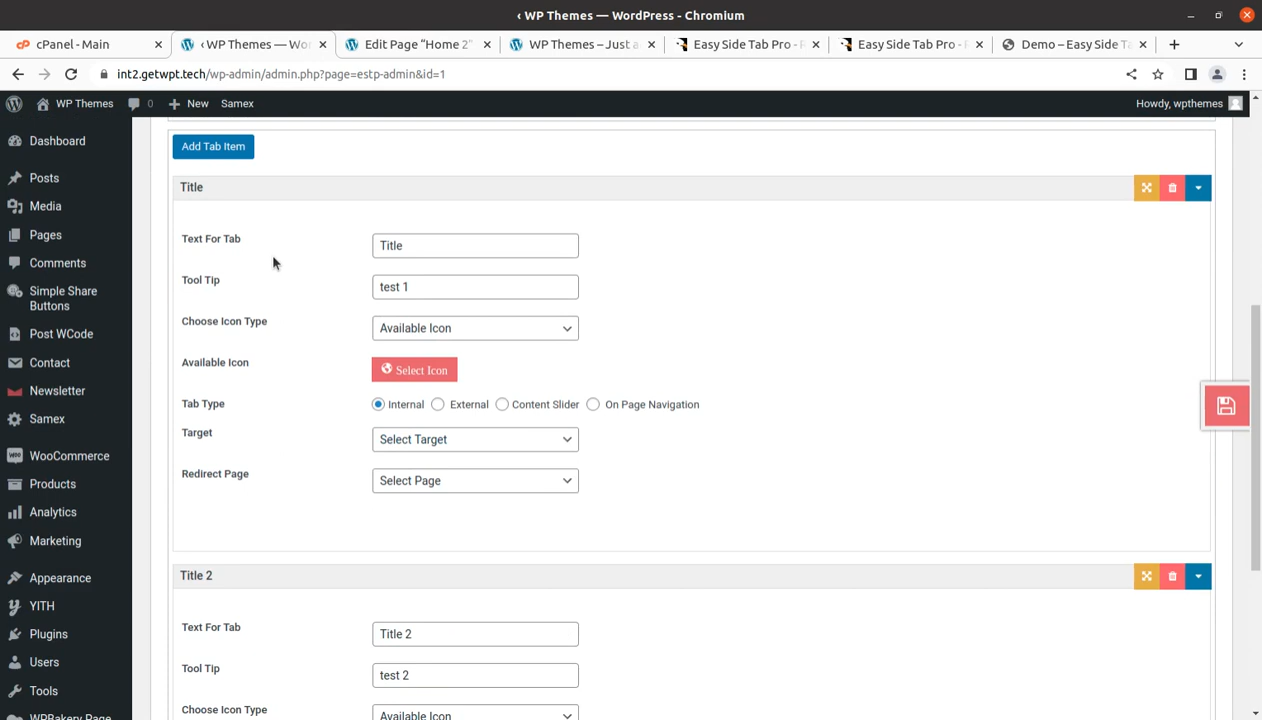 ‹ WP Themes — WordPress - Chromium
cPanel - Main
‹ WP Themes — Wor
Edit Page “Home 2”
WP Themes – Just a
Easy Side Tab Pro - R
Easy Side Tab Pro - R
Demo – Easy Side T
int2.getwpt.tech/wp-admin/admin.php?page=estp-admin&id=1
WP Themes
0
New
Samex
Howdy, wpthemes
Dashboard
Posts
Media
Pages
Comments
Simple Share
Buttons
Post WCode
Contact
Newsletter
Samex
WooCommerce
Products
Analytics
Marketing
Appearance
YITH
Plugins
Users
Tools
WPBakery Page
Add Tab Item
Title
Text For Tab
Title
Tool Tip
test 1
Choose Icon Type
Available Icon
Available Icon
Select Icon
Tab Type
Internal External Content Slider On Page Navigation
Target
Select Target
Redirect Page
Select Page
Title 2
Text For Tab
Title 2
Tool Tip
test 2
Choose Icon Type
Available Icon